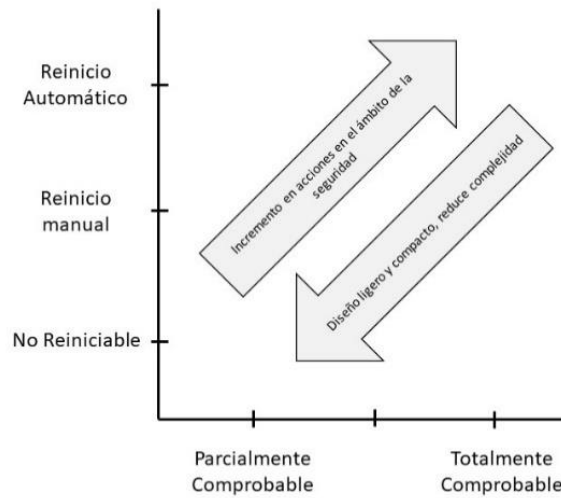 Reinicio
Automático
Incremento en acciones en el ámbito de la
seguridad
Reinicio
manual
Diseño ligero y compacto, reduce complejidad
No Reiniciable
Parcialmente
Comprobable
Totalmente
Comprobable